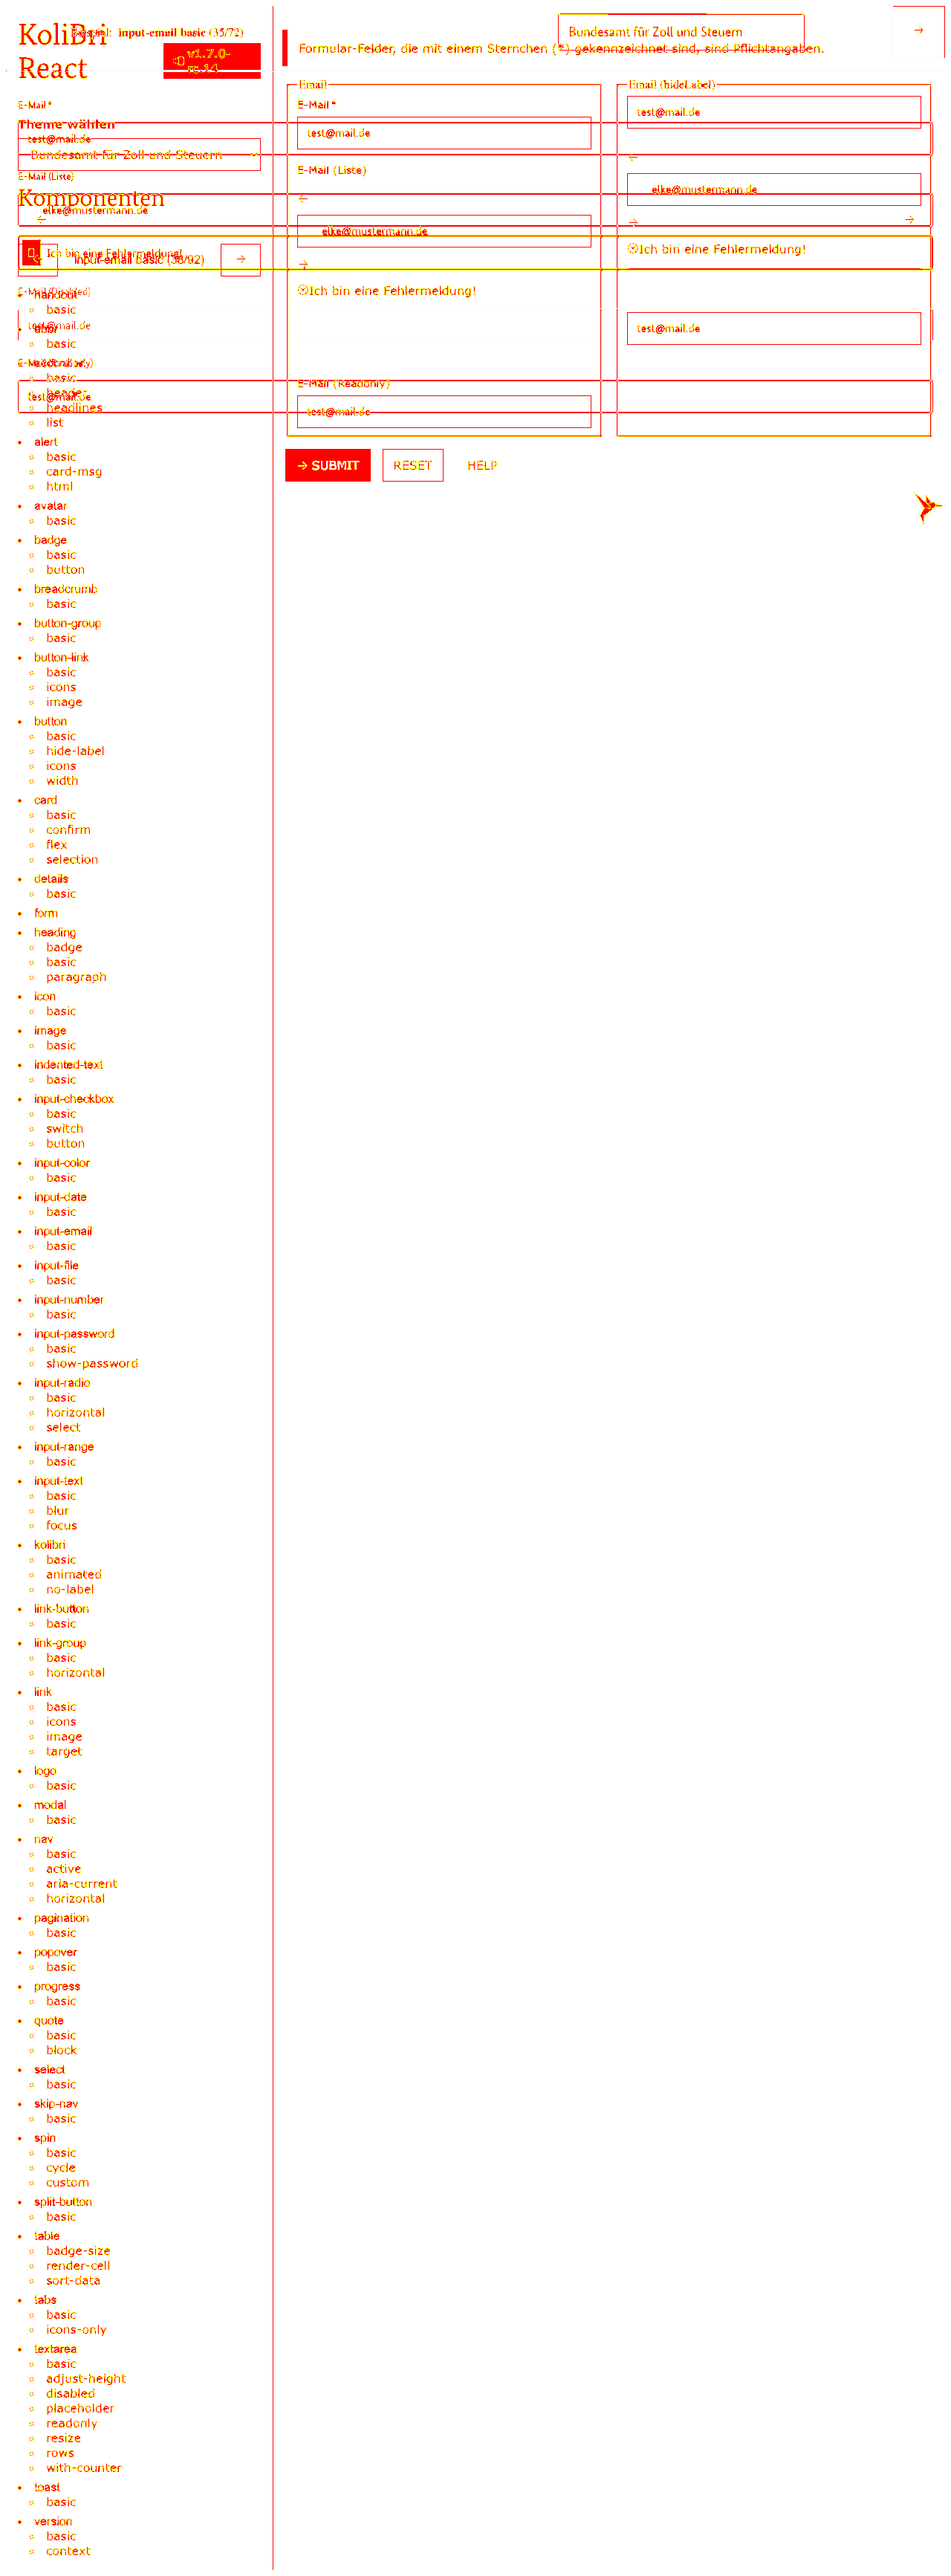 KoliBri
React
Beispiel: input-email basic (35/72)
v1.7.0-
Bundesamt für Zoll und Steuern
→
Formular-Felder, die mit einem Sternchen (*) gekennzeichnet sind, sind Pflichtangaben.
E-Mail *
Theme wählen
test@mail.de
Bundesamt für Zoll und Steuern
E-Mail (Liste)
Komponenten
elke@mustermann.de
←
→
Ich bin eine Fehlermeldung!
←
input-email basic (38/92)
→
E-Mail (Disabled)
test@mail.de
test@mail.de
Email
E-Mail *
test@mail.de
E-Mail (Liste)
←
elke@mustermann.de
→
Ich bin eine Fehlermeldung!
E-Mail (Readonly)
test@mail.de
Email (hideLabel)
test@mail.de
←
elke@mustermann.de
→
Ich bin eine Fehlermeldung!
test@mail.de
→ SUBMIT
RESET
HELP
handout
basic
abbr
basic
basic
header
headlines
list
alert
basic
card-msg
html
avatar
basic
badge
basic
button
breadcrumb
basic
button-group
basic
button-link
basic
icons
image
button
basic
hide-label
icons
width
card
basic
confirm
flex
selection
details
basic
form
heading
badge
basic
paragraph
icon
basic
image
basic
indented-text
basic
input-checkbox
basic
switch
button
input-color
basic
input-date
basic
input-email
basic
input-file
basic
input-number
basic
input-password
basic
show-password
input-radio
basic
horizontal
select
input-range
basic
input-text
basic
blur
focus
kolibri
basic
animated
no-label
link-button
basic
link-group
basic
horizontal
link
basic
icons
image
target
logo
basic
modal
basic
nav
basic
active
aria-current
horizontal
pagination
basic
popover
basic
progress
basic
quote
basic
block
select
basic
skip-nav
basic
spin
basic
cycle
custom
split-button
basic
table
badge-size
render-cell
sort-data
tabs
basic
icons-only
textarea
basic
adjust-height
disabled
placeholder
readonly
resize
rows
with-counter
toast
basic
version
basic
context